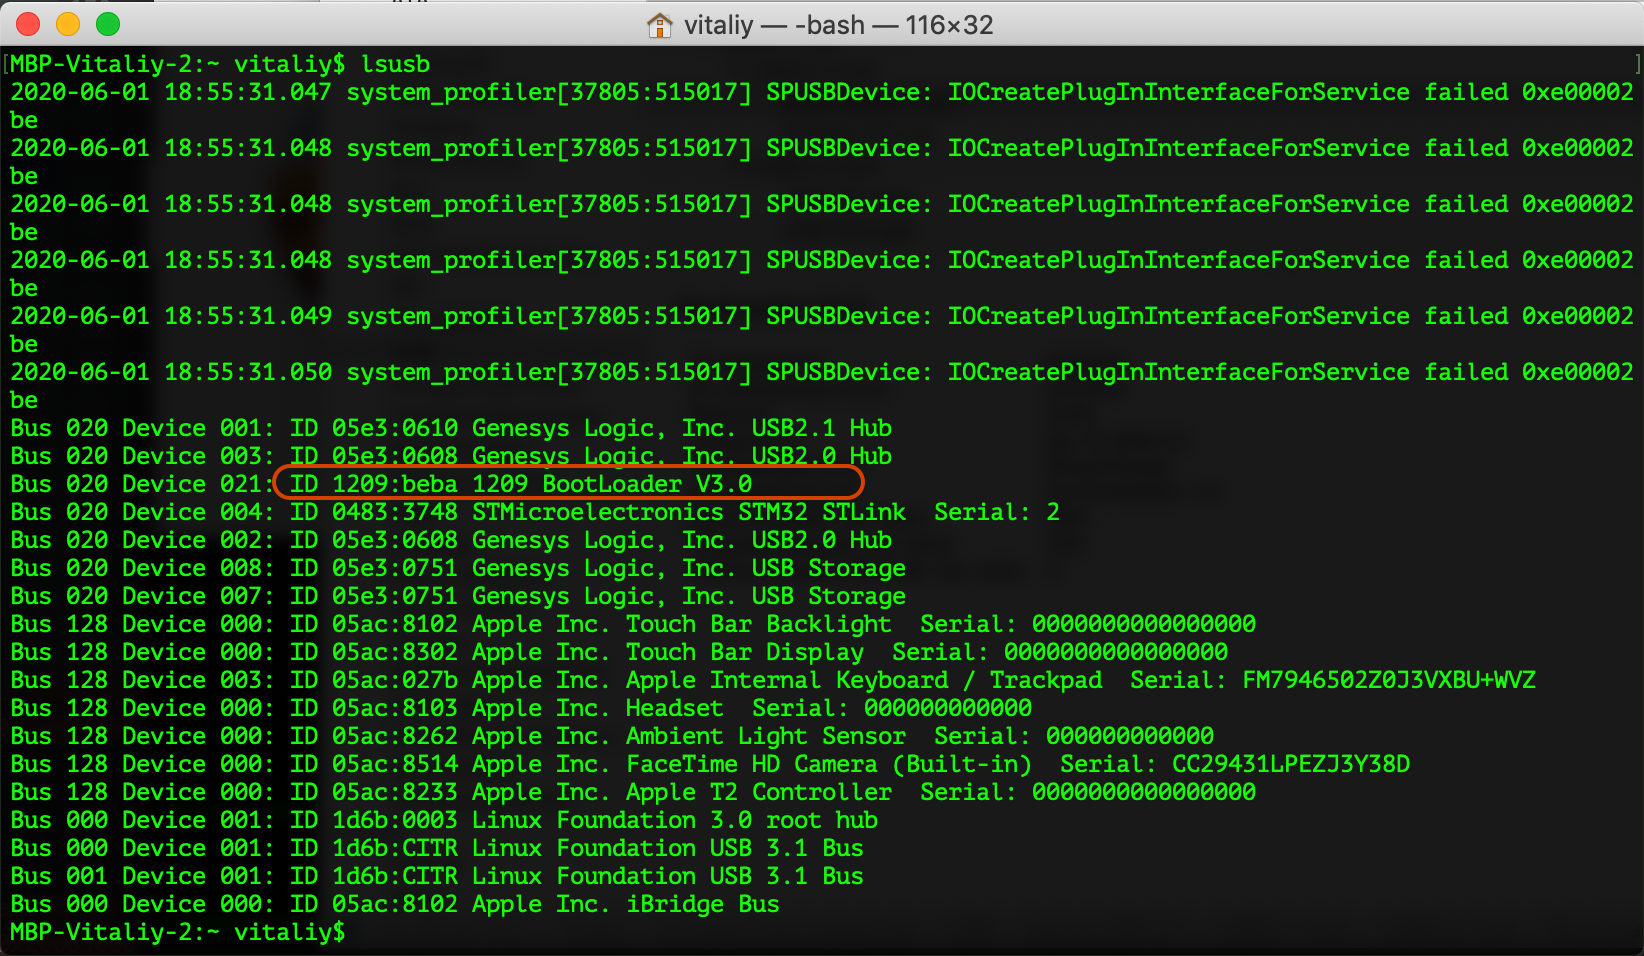 vitaliy — -bash — 116×32
[MBP-Vitaliy-2:~ vitaliy$ lsusb ]
2020-06-01 18:55:31.047 system_profiler[37805:515017] SPUSBDevice: IOCreatePlugInInterfaceForService failed 0xe00002
be
2020-06-01 18:55:31.048 system_profiler[37805:515017] SPUSBDevice: IOCreatePlugInInterfaceForService failed 0xe00002
be
2020-06-01 18:55:31.048 system_profiler[37805:515017] SPUSBDevice: IOCreatePlugInInterfaceForService failed 0xe00002
be
2020-06-01 18:55:31.048 system_profiler[37805:515017] SPUSBDevice: IOCreatePlugInInterfaceForService failed 0xe00002
be
2020-06-01 18:55:31.049 system_profiler[37805:515017] SPUSBDevice: IOCreatePlugInInterfaceForService failed 0xe00002
be
2020-06-01 18:55:31.050 system_profiler[37805:515017] SPUSBDevice: IOCreatePlugInInterfaceForService failed 0xe00002
be
Bus 020 Device 001: ID 05e3:0610 Genesys Logic, Inc. USB2.1 Hub
Bus 020 Device 003: ID 05e3:0608 Genesys Logic, Inc. USB2.0 Hub
Bus 020 Device 021: ID 1209:beba 1209 BootLoader V3.0
Bus 020 Device 004: ID 0483:3748 STMicroelectronics STM32 STLink  Serial: 2
Bus 020 Device 002: ID 05e3:0608 Genesys Logic, Inc. USB2.0 Hub
Bus 020 Device 008: ID 05e3:0751 Genesys Logic, Inc. USB Storage
Bus 020 Device 007: ID 05e3:0751 Genesys Logic, Inc. USB Storage
Bus 128 Device 000: ID 05ac:8102 Apple Inc. Touch Bar Backlight  Serial: 0000000000000000
Bus 128 Device 000: ID 05ac:8302 Apple Inc. Touch Bar Display  Serial: 0000000000000000
Bus 128 Device 003: ID 05ac:027b Apple Inc. Apple Internal Keyboard / Trackpad  Serial: FM7946502Z0J3VXBU+WVZ
Bus 128 Device 000: ID 05ac:8103 Apple Inc. Headset  Serial: 000000000000
Bus 128 Device 000: ID 05ac:8262 Apple Inc. Ambient Light Sensor  Serial: 000000000000
Bus 128 Device 000: ID 05ac:8514 Apple Inc. FaceTime HD Camera (Built-in)  Serial: CC29431LPEZJ3Y38D
Bus 128 Device 000: ID 05ac:8233 Apple Inc. Apple T2 Controller  Serial: 0000000000000000
Bus 000 Device 001: ID 1d6b:0003 Linux Foundation 3.0 root hub
Bus 000 Device 001: ID 1d6b:CITR Linux Foundation USB 3.1 Bus
Bus 001 Device 001: ID 1d6b:CITR Linux Foundation USB 3.1 Bus
Bus 000 Device 000: ID 05ac:8102 Apple Inc. iBridge Bus
MBP-Vitaliy-2:~ vitaliy$